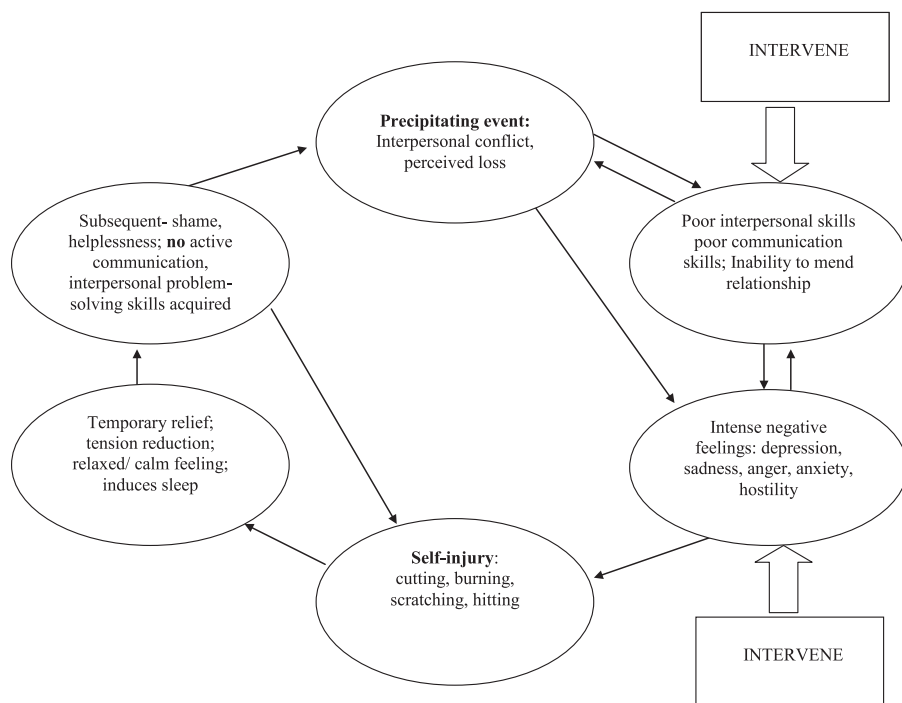 INTERVENE
Precipitating event:
Interpersonal conflict,
perceived loss
Subsequent- shame,
helplessness; no active
communication,
interpersonal problem-
solving skills acquired
Poor interpersonal skills
poor communication
skills; Inability to mend
relationship
Temporary relief;
tension reduction;
relaxed/ calm feeling;
induces sleep
Intense negative
feelings: depression,
sadness, anger, anxiety,
hostility
Self-injury:
cutting, burning,
scratching, hitting
INTERVENE